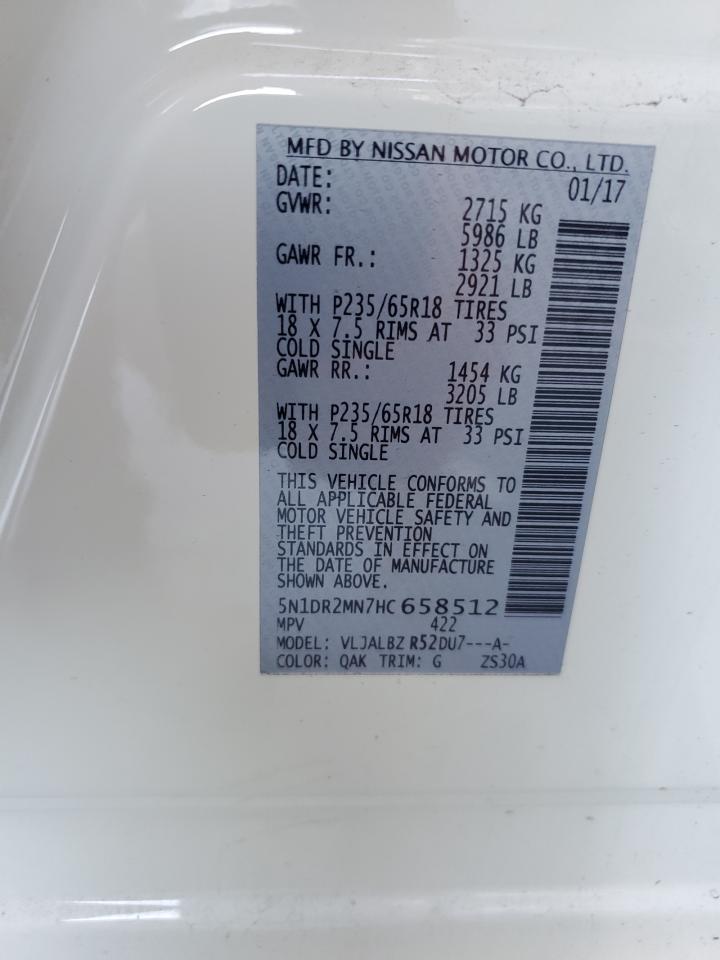 MFD BY NISSAN MOTOR CO., LTD.
DATE: 01/17
GVWR: 2715 KG
5986 LB
GAWR FR.: 1325 KG
2921 LB
WITH P235/65R18 TIRES
18 X 7.5 RIMS AT 33 PSI
COLD SINGLE
GAWR RR.: 1454 KG
3205 LB
WITH P235/65R18 TIRES
18 X 7.5 RIMS AT 33 PSI
COLD SINGLE
THIS VEHICLE CONFORMS TO
ALL APPLICABLE FEDERAL
MOTOR VEHICLE SAFETY AND
THEFT PREVENTION
STANDARDS IN EFFECT ON
THE DATE OF MANUFACTURE
SHOWN ABOVE.
5N1DR2MN7HC658512
MPV 422
MODEL: VLJALBZ R52DU7---A-
COLOR: QAK TRIM: G ZS30A